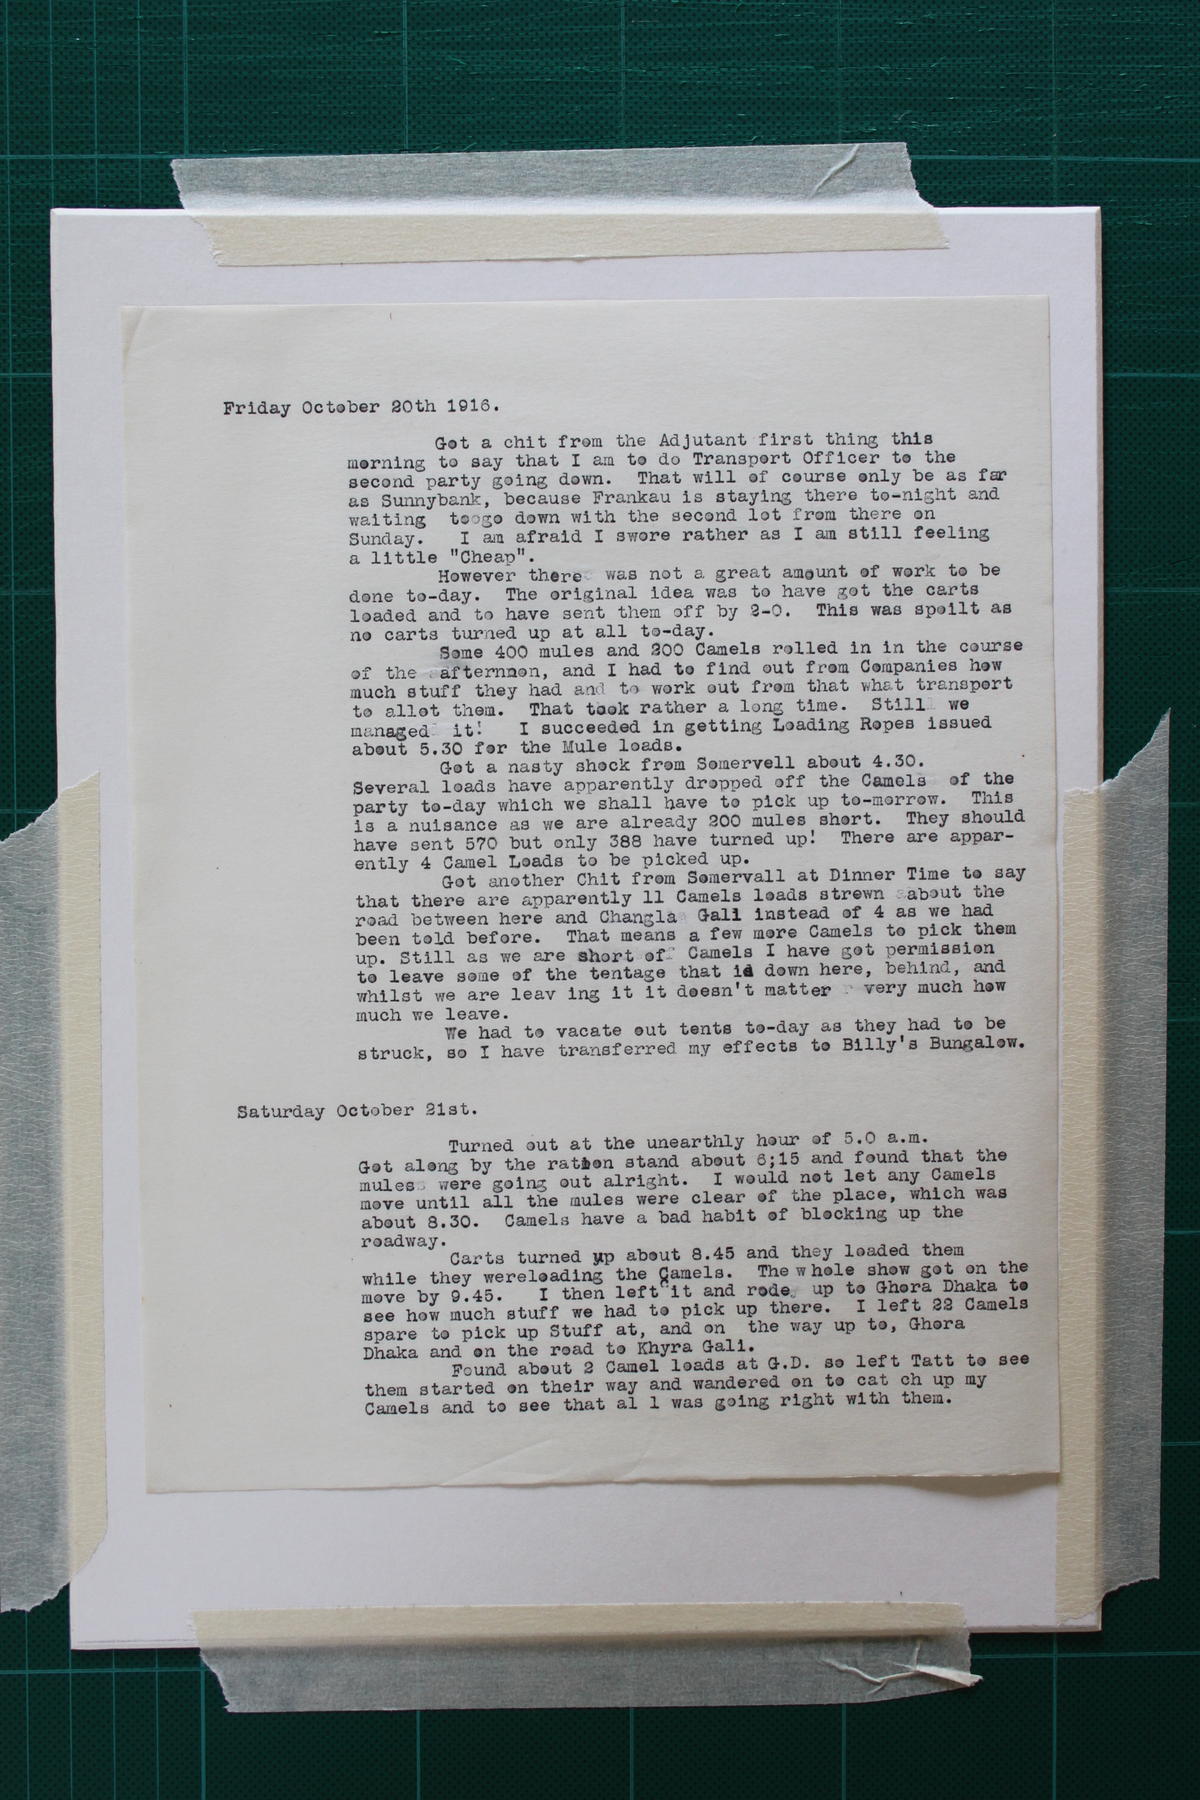 Friday October 20th 1916.
Got a chit from the Adjutant first thing this
morning to say that I am to do Transport Officer to the
second party going down.  That will of course only be as far
as Sunnybank, because Frankau is staying there to-night and
waiting  toogo down with the second lot from there on
Sunday.   I am afraid I swore rather as I am still feeling
a little "Cheap".
However there  was not a great amount of work to be
done to-day.  The original idea was to have got the carts
loaded and to have sent them off by 2-0.  This was spoilt as
no carts turned up at all to-day.
Some 400 mules and 200 Camels rolled in in the course
of the  afternnon, and I had to find out from Companies how
much stuff they had and to work out from that what transport
to allot them.  That took rather a long time.  Still  we
managed  it!   I succeeded in getting Loading Ropes issued
about 5.30 for the Mule loads.
Got a nasty shock from Somervell about 4.30.
Several loads have apparently dropped off the Camels  of the
party to-day which we shall have to pick up to-morrow.  This
is a nuisance as we are already 200 mules short.  They should
have sent 570 but only 388 have turned up!  There are appar-
ently 4 Camel Loads to be picked up.
Got another Chit from Somervall at Dinner Time to say
that there are apparently 11 Camels loads strewn  about the
road between here and Changla  Gali instead of 4 as we had
been told before.  That means a few more Camels to pick them
up. Still as we are short of  Camels I have got permission
to leave some of the tentage that is down here, behind, and
whilst we are leav ing it it doesn't matter  r very much how
much we leave.
We had to vacate out tents to-day as they had to be
struck, so I have transferred my effects to Billy's Bungalow.
Saturday October 21st.
Turned out at the unearthly hour of 5.0 a.m.
Got along by the ration stand about 6;15 and found that the
mules  were going out alright.  I would not let any Camels
move until all the mules were clear of the place, which was
about 8.30.  Camels have a bad habit of blocking up the
roadway.
Carts turned up about 8.45 and they loaded them
while they wereloading the Camels.  The whole show got on the
move by 9.45.   I then left it and rode  up to Ghora Dhaka to
see how much stuff we had to pick up there.  I left 22 Camels
spare to pick up Stuff at, and on  the way up to, Ghora
Dhaka and on the road to Khyra Gali.
Found about 2 Camel loads at G.D. so left Tatt to see
them started on their way and wandered on to cat ch up my
Camels and to see that al l was going right with them.